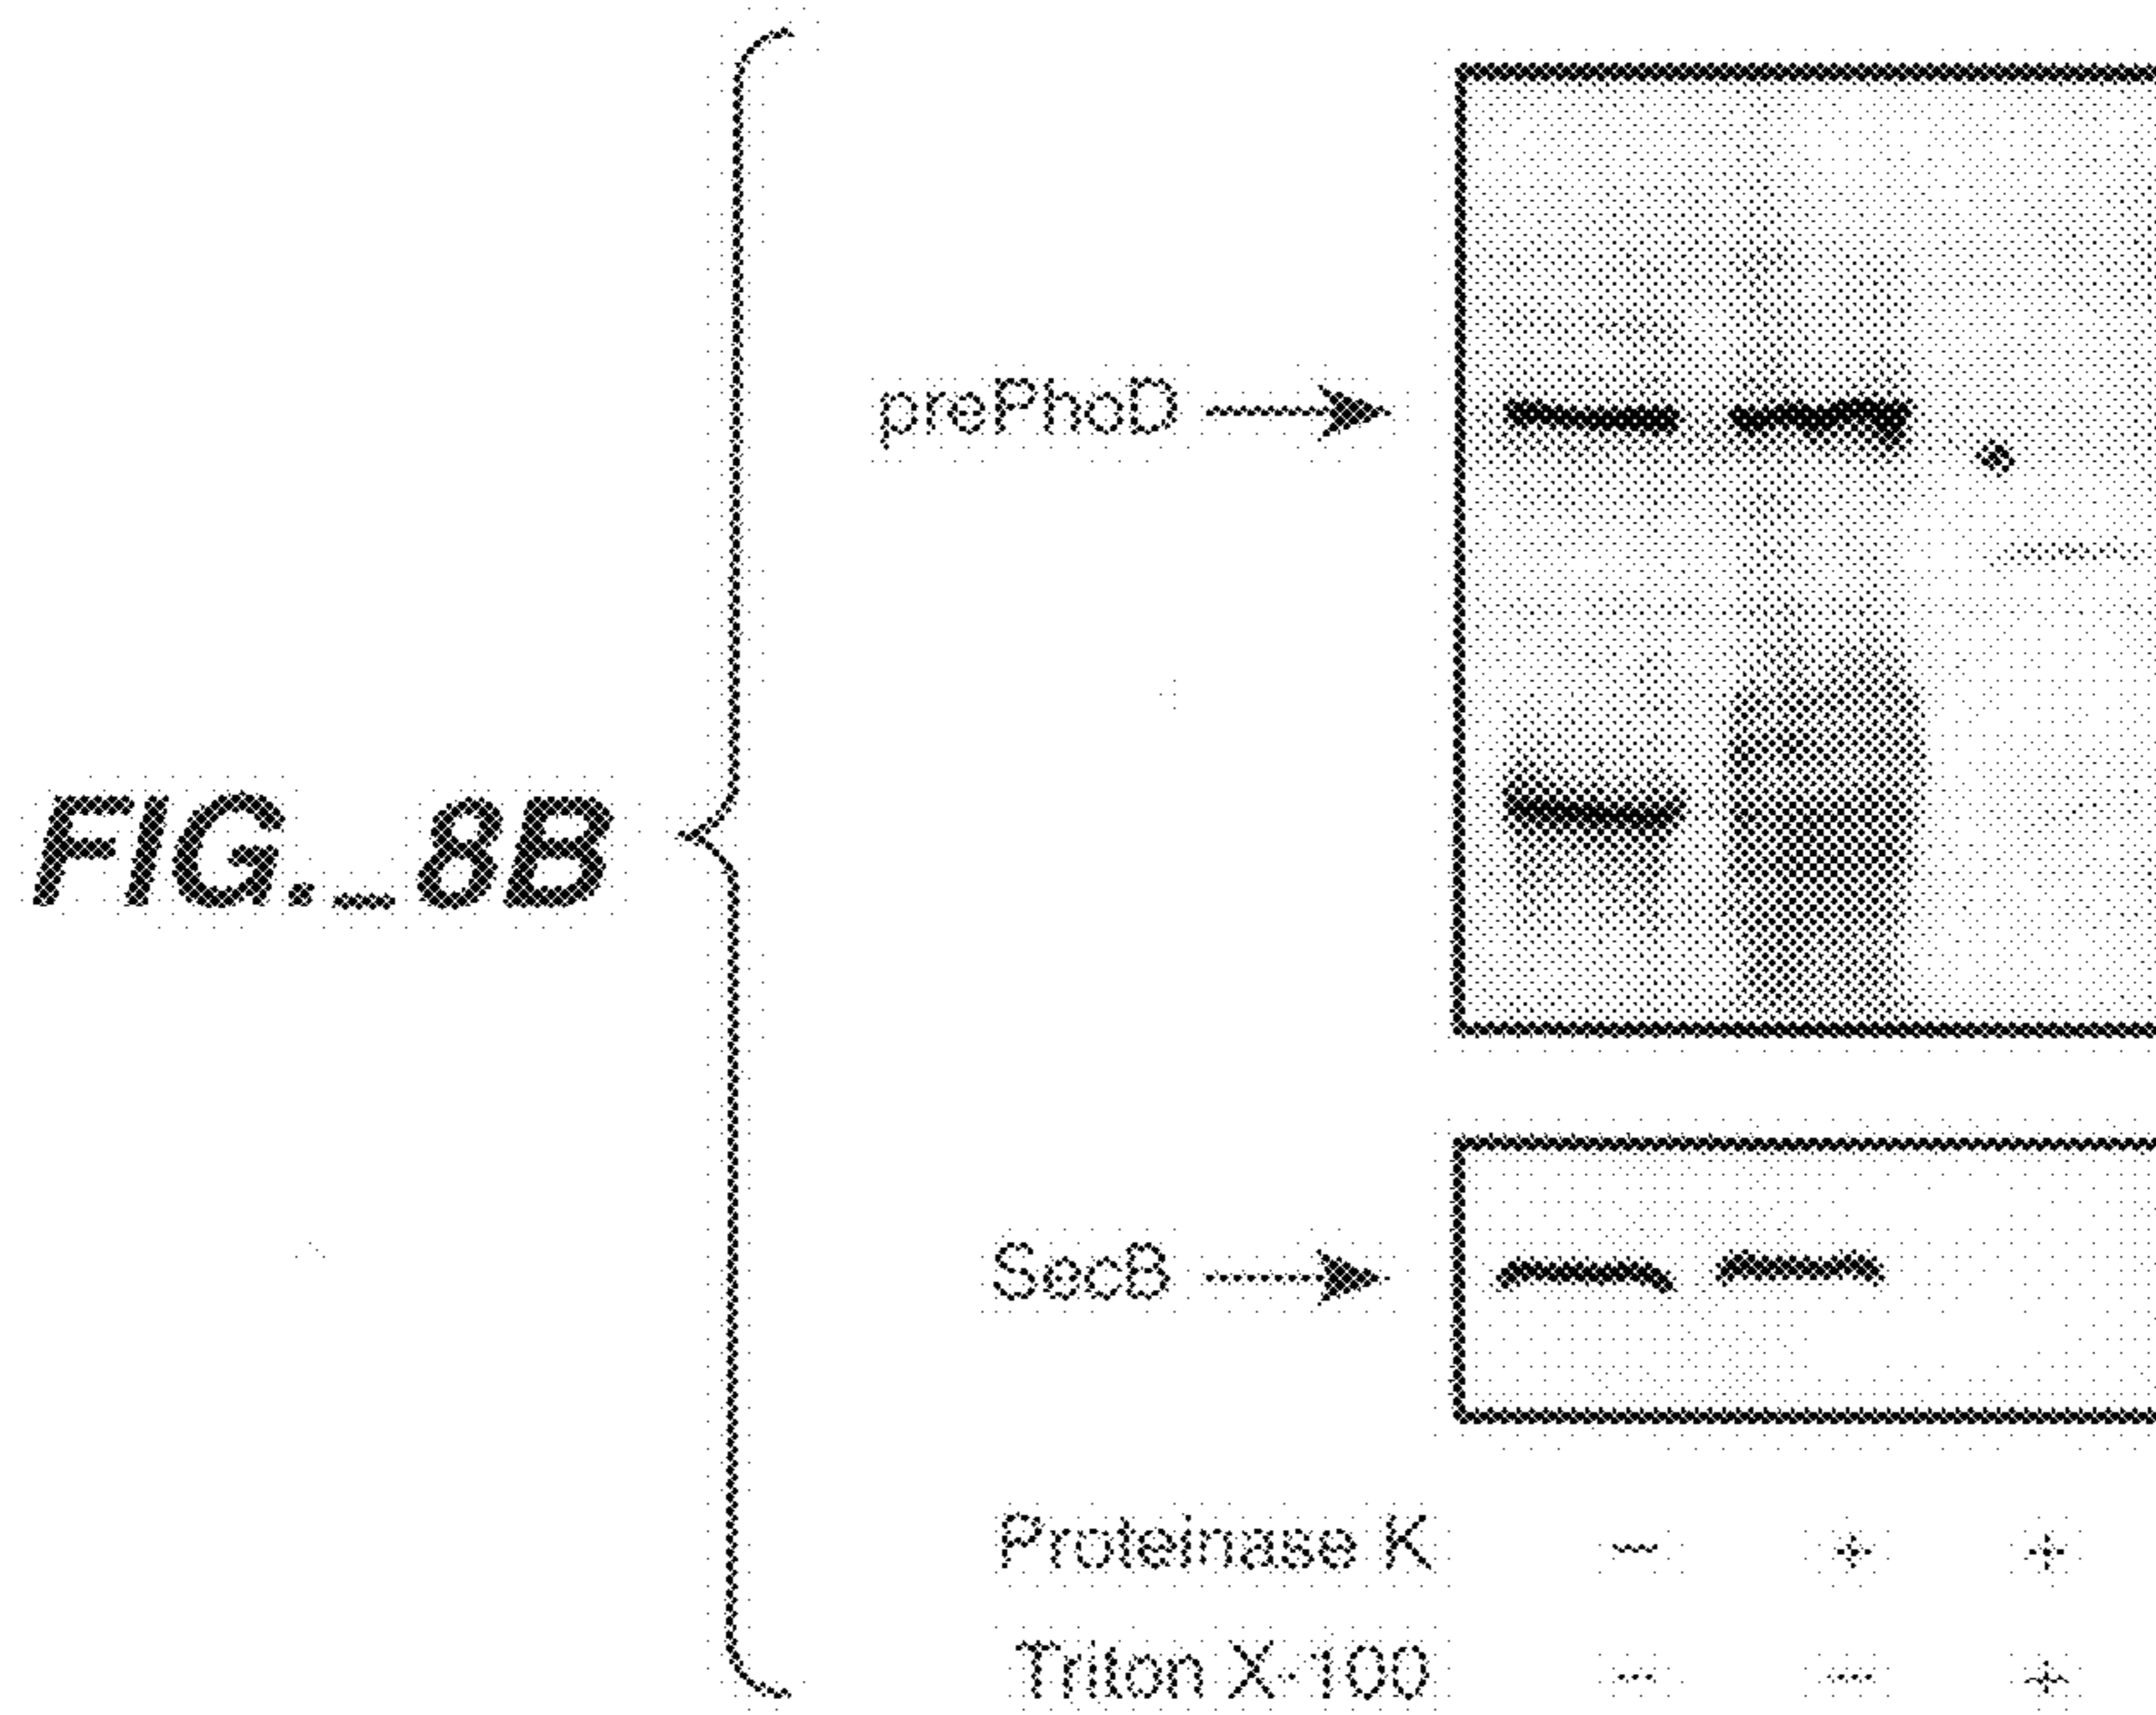 prePhoD
FIG._8B
SecB
Proteinase K - + +
Triton X-100 - - +